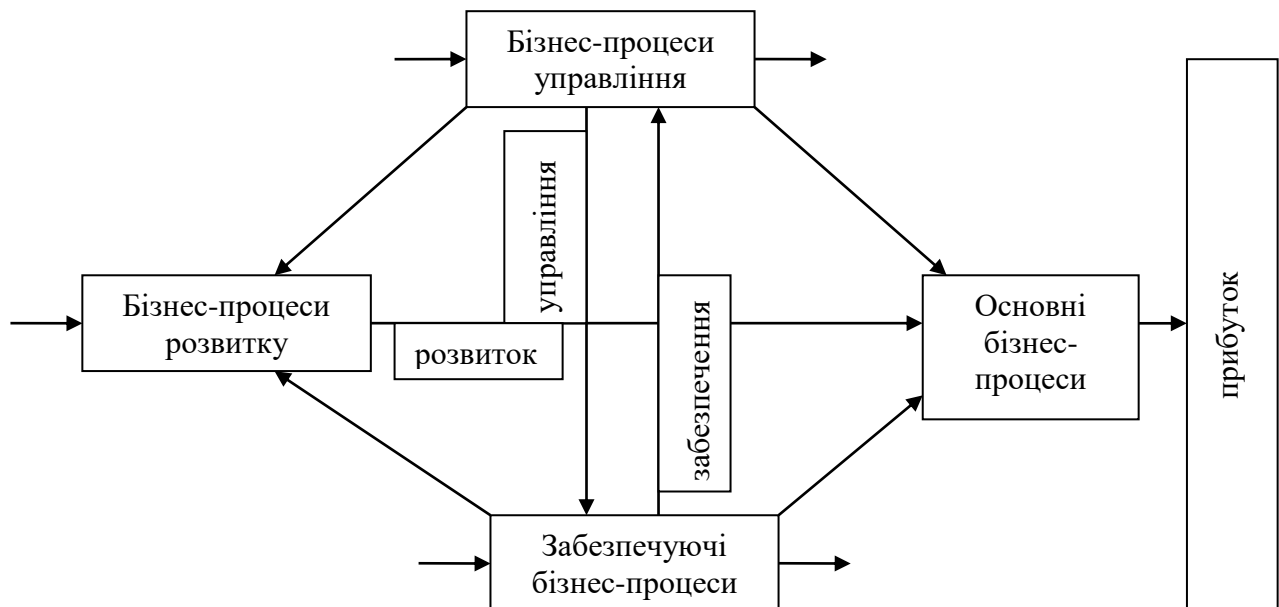 Бізнес-процеси
управління
управління
Бізнес-процеси
розвитку
розвиток
забезпечення
Основні
бізнес-
процеси
прибуток
Забезпечуючі
бізнес-процеси